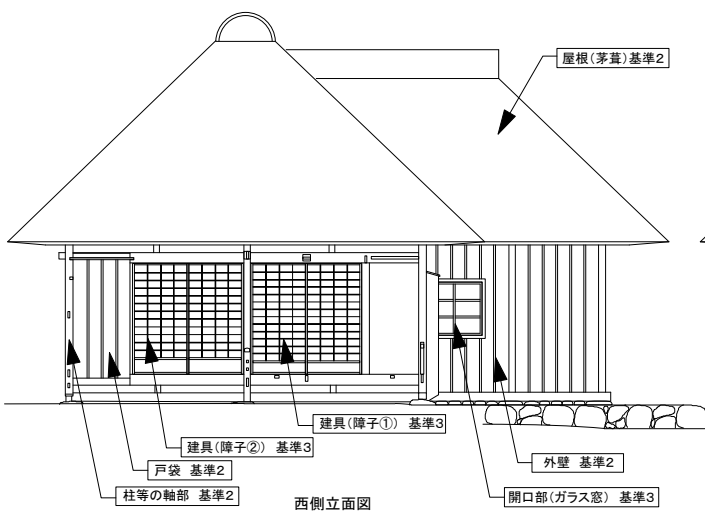 屋根(茅葺)基準2
建具(障子①) 基準3
建具(障子②) 基準3
戸袋 基準2
外壁 基準2
柱等の軸部 基準2
開口部(ガラス窓) 基準3
西側立面図